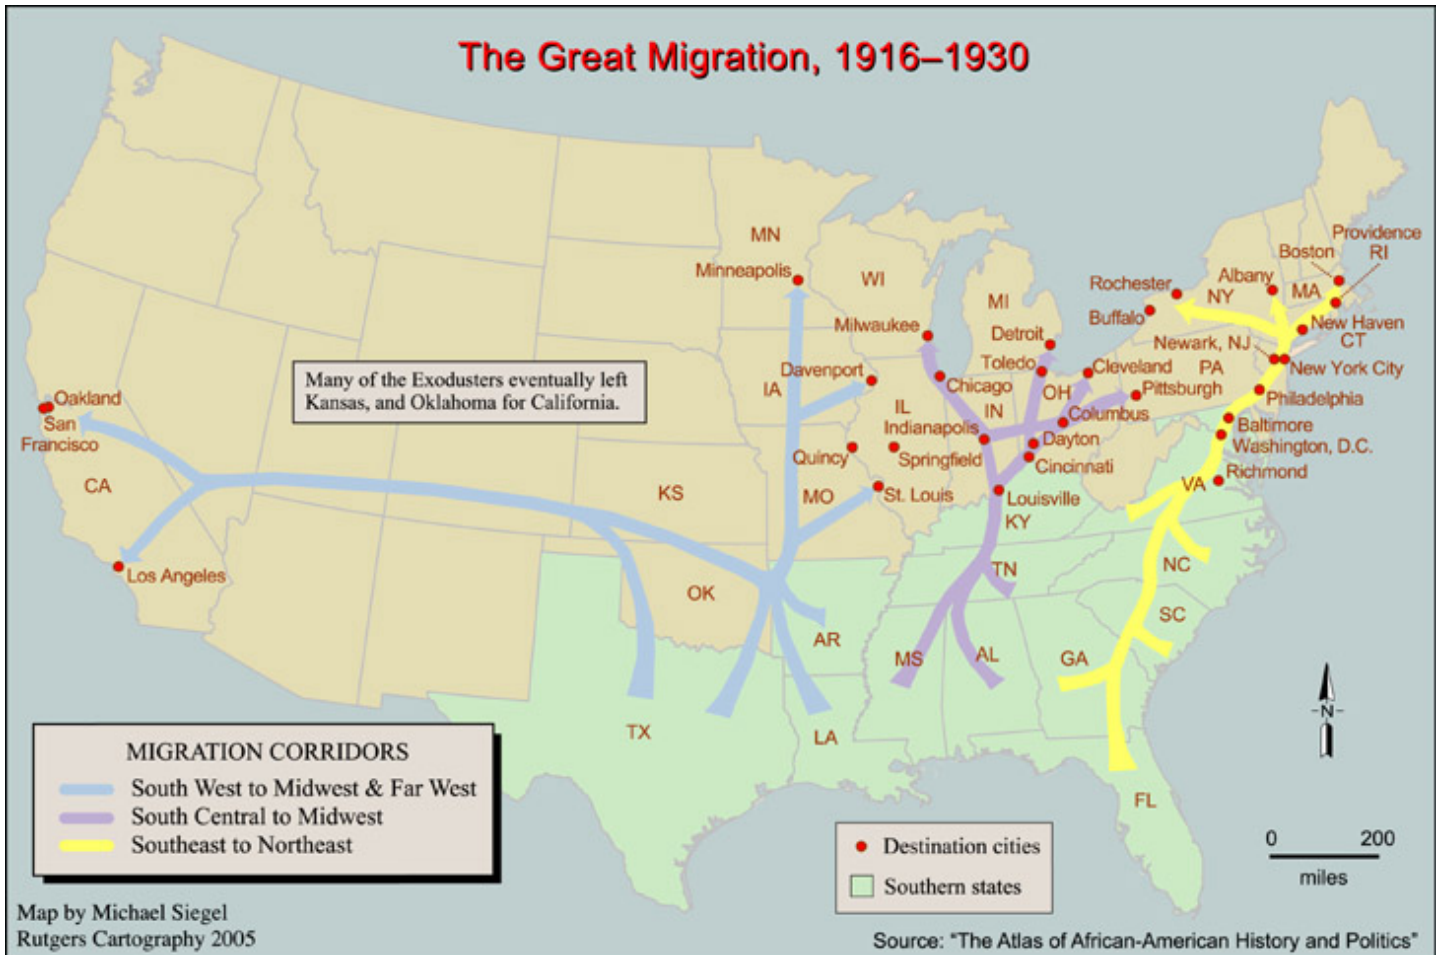 The Great Migration, 1916–1930
Providence
RI
Boston
MN
Minneapolis
WI
MI
Rochester
Albany
NY
MA
Buffalo
Milwaukee
Detroit
New Haven
CT
Newark, NJ
Toledo
Cleveland
PA
New York City
Davenport
Chicago
Pittsburgh
Many of the Exodusters eventually left
Kansas, and Oklahoma for California.
IA
OH
Philadelphia
Oakland
San
Francisco
IL
IN
Columbus
Indianapolis
Baltimore
Dayton
Washington, D.C.
Quincy
Springfield
Cincinnati
Richmond
CA
KS
MO
St. Louis
Louisville
VA
KY
Los Angeles
TN
NC
OK
SC
AR
MS
AL
GA
TX
LA
FL
N
MIGRATION CORRIDORS
South West to Midwest & Far West
South Central to Midwest
Southeast to Northeast
Destination cities
Southern states
0 200
miles
Map by Michael Siegel
Rutgers Cartography 2005
Source: “The Atlas of African-American History and Politics”